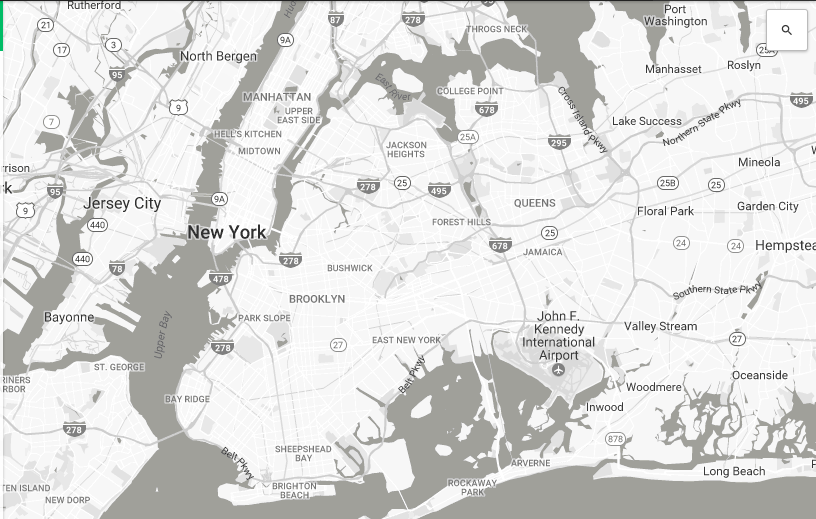 Rutherford
Port
Washington
87
278
21
THROGS NECK
3
9A
17
North Bergen
25A
Roslyn
95
Manhasset
East River
COLLEGE POINT
MANHATTAN
495
9
678
UPPER
EAST SIDE
Cross Island Pkwy
Northern State Pkwy
7
Lake Success
HELL'S KITCHEN
25A
295
JACKSON
HEIGHTS
MIDTOWN
Mineola
rrison
278
25
495
25B
25
95
9A
Jersey City
QUEENS
9
Floral Park
Garden City
440
FOREST HILLS
New York
25
678
24
24
Hempstea
JAMAICA
440
278
78
BUSHWICK
478
Southern State Pkwy
BROOKLYN
Bayonne
Upper Bay
PARK SLOPE
John F.
Kennedy
International
Airport
Valley Stream
27
EAST NEW YORK
27
278
ST. GEORGE
Belt Pkwy
Oceanside
RINERS
RBOR
Woodmere
BAY RIDGE
Inwood
278
878
SHEEPSHEAD
BAY
Belt Pkwy
ARVERNE
Long Beach
TEN ISLAND
BRIGHTON
BEACH
ROCKAWAY
PARK
NEW DORP